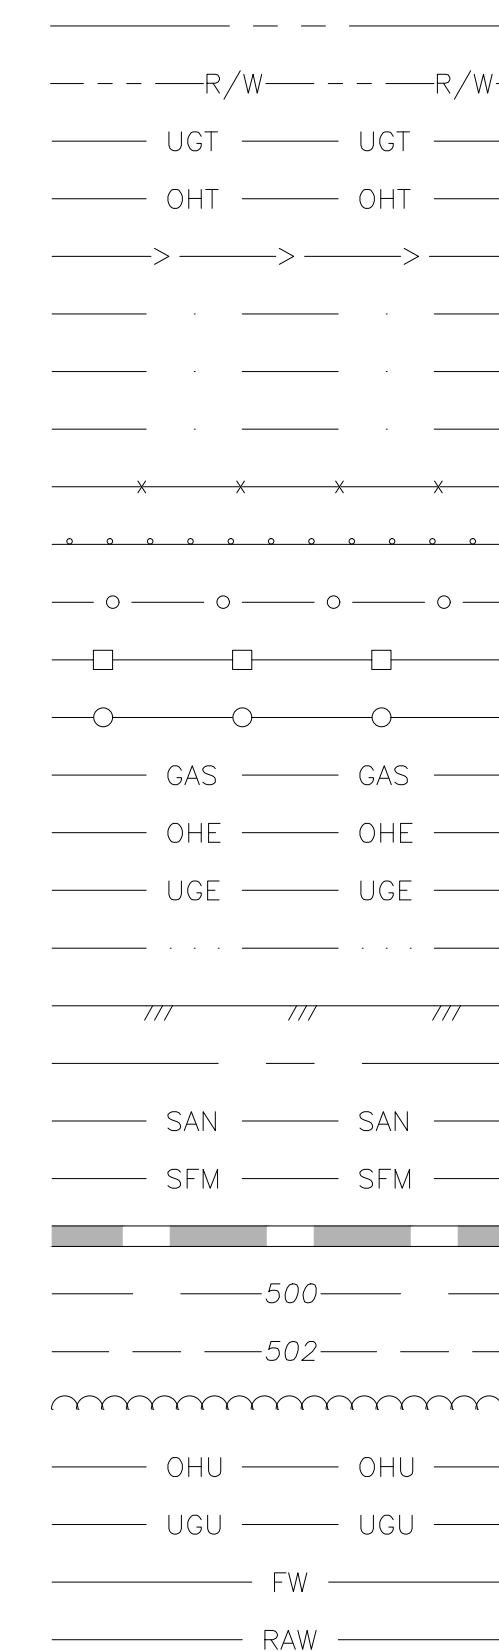 R/W R/W
UGT UGT
OHT OHT
GAS GAS
OHE OHE
UGE UGE
SAN SAN
SFM SFM
500
502
OHU OHU
UGU UGU
FW
RAW